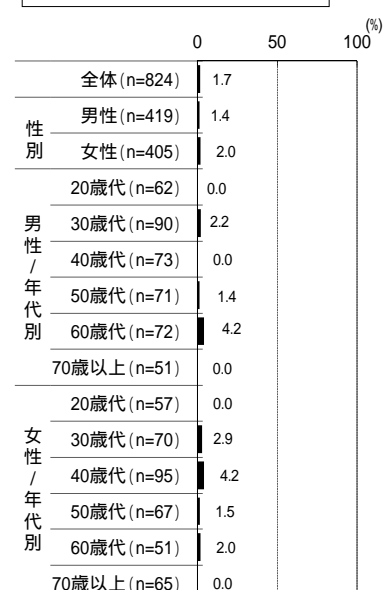 (%)
0 50 100
全体(n=824) 1.7
性別
男性(n=419) 1.4
女性(n=405) 2.0
男性/年代別
20歳代(n=62) 0.0
30歳代(n=90) 2.2
40歳代(n=73) 0.0
50歳代(n=71) 1.4
60歳代(n=72) 4.2
70歳以上(n=51) 0.0
女性/年代別
20歳代(n=57) 0.0
30歳代(n=70) 2.9
40歳代(n=95) 4.2
50歳代(n=67) 1.5
60歳代(n=51) 2.0
70歳以上(n=65) 0.0